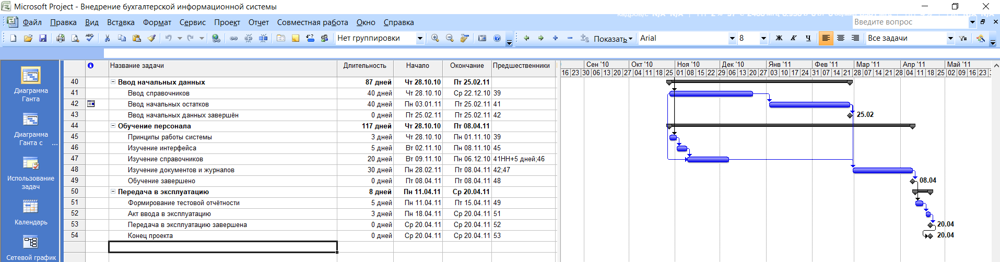 Microsoft Project - Внедрение бухгалтерской информационной системы
Файл Правка Вид Вставка Формат Сервис Проект Отчет Совместная работа Окно Справка Введите вопрос
Нет группировки Показать Arial 8 Ж К Ч Все задачи
Название задачи Длительность Начало Окончание Предшественники
Сен '10 Окт '10 Ноя '10 Дек '10 Янв '11 Фев '11 Мар '11 Апр '11 Май '11
16 23 30 06 13 20 27 04 11 18 25 01 08 15 22 29 06 13 20 27 03 10 17 24 31 07 14 21 28 07 14 21 28 04 11 18 25 02 09 16 23
40 Ввод начальных данных 87 дней Чт 28.10.10 Пт 25.02.11
41 Ввод справочников 40 дней Чт 28.10.10 Ср 22.12.10 39
42 Ввод начальных остатков 40 дней Пн 03.01.11 Пт 25.02.11 41
43 Ввод начальных данных завершён 0 дней Пт 25.02.11 Пт 25.02.11 42 25.02
44 Обучение персонала 117 дней Чт 28.10.10 Пт 08.04.11
45 Принципы работы системы 3 дней Чт 28.10.10 Пн 01.11.10 39
46 Изучение интерфейса 5 дней Вт 02.11.10 Пн 08.11.10 45
47 Изучение справочников 20 дней Вт 09.11.10 Пн 06.12.10 41НН+5 дней;46
48 Изучение документов и журналов 30 дней Пн 28.02.11 Пт 08.04.11 42;47
49 Обучение завершено 0 дней Пт 08.04.11 Пт 08.04.11 48 08.04
50 Передача в эксплуатацию 8 дней Пн 11.04.11 Ср 20.04.11
51 Формирование тестовой отчётности 5 дней Пн 11.04.11 Пт 15.04.11 49
52 Акт ввода в эксплуатацию 3 дней Пн 18.04.11 Ср 20.04.11 51
53 Передача в эксплуатацию завершена 0 дней Ср 20.04.11 Ср 20.04.11 52 20.04
54 Конец проекта 0 дней Ср 20.04.11 Ср 20.04.11 53 20.04
Диаграмма
Ганта
Диаграмма
Ганта с ...
Использование
задач
Календарь
Сетевой график